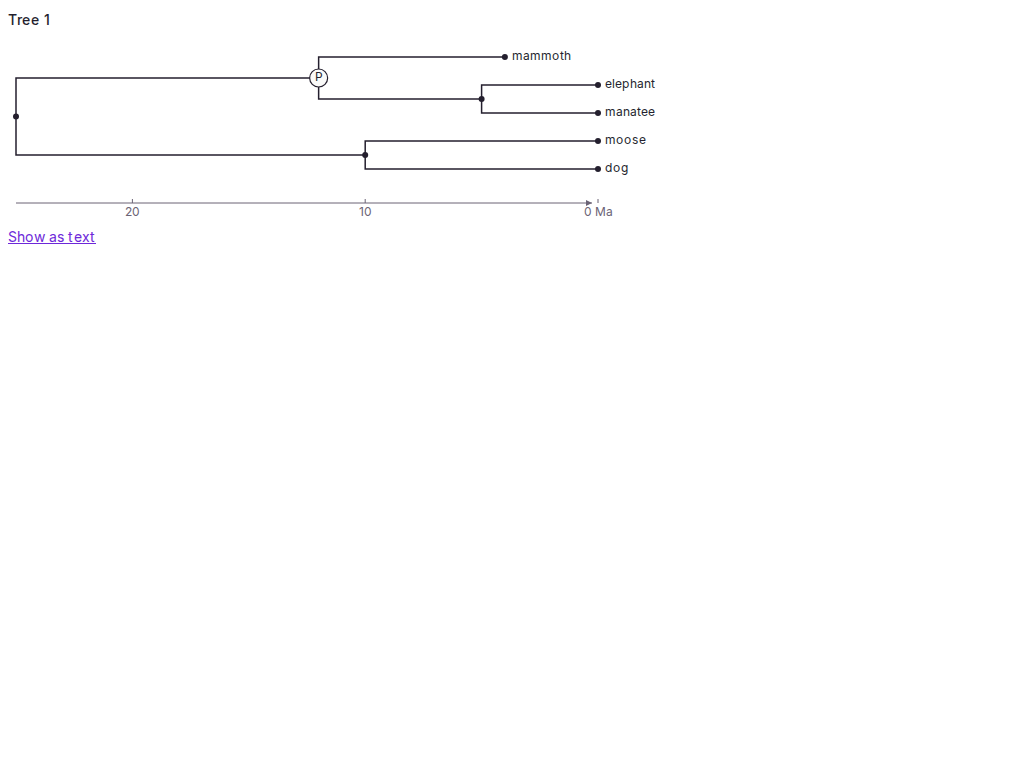 Tree 1
mammoth
P
elephant
manatee
moose
dog
20 10 0 Ma
Show as text